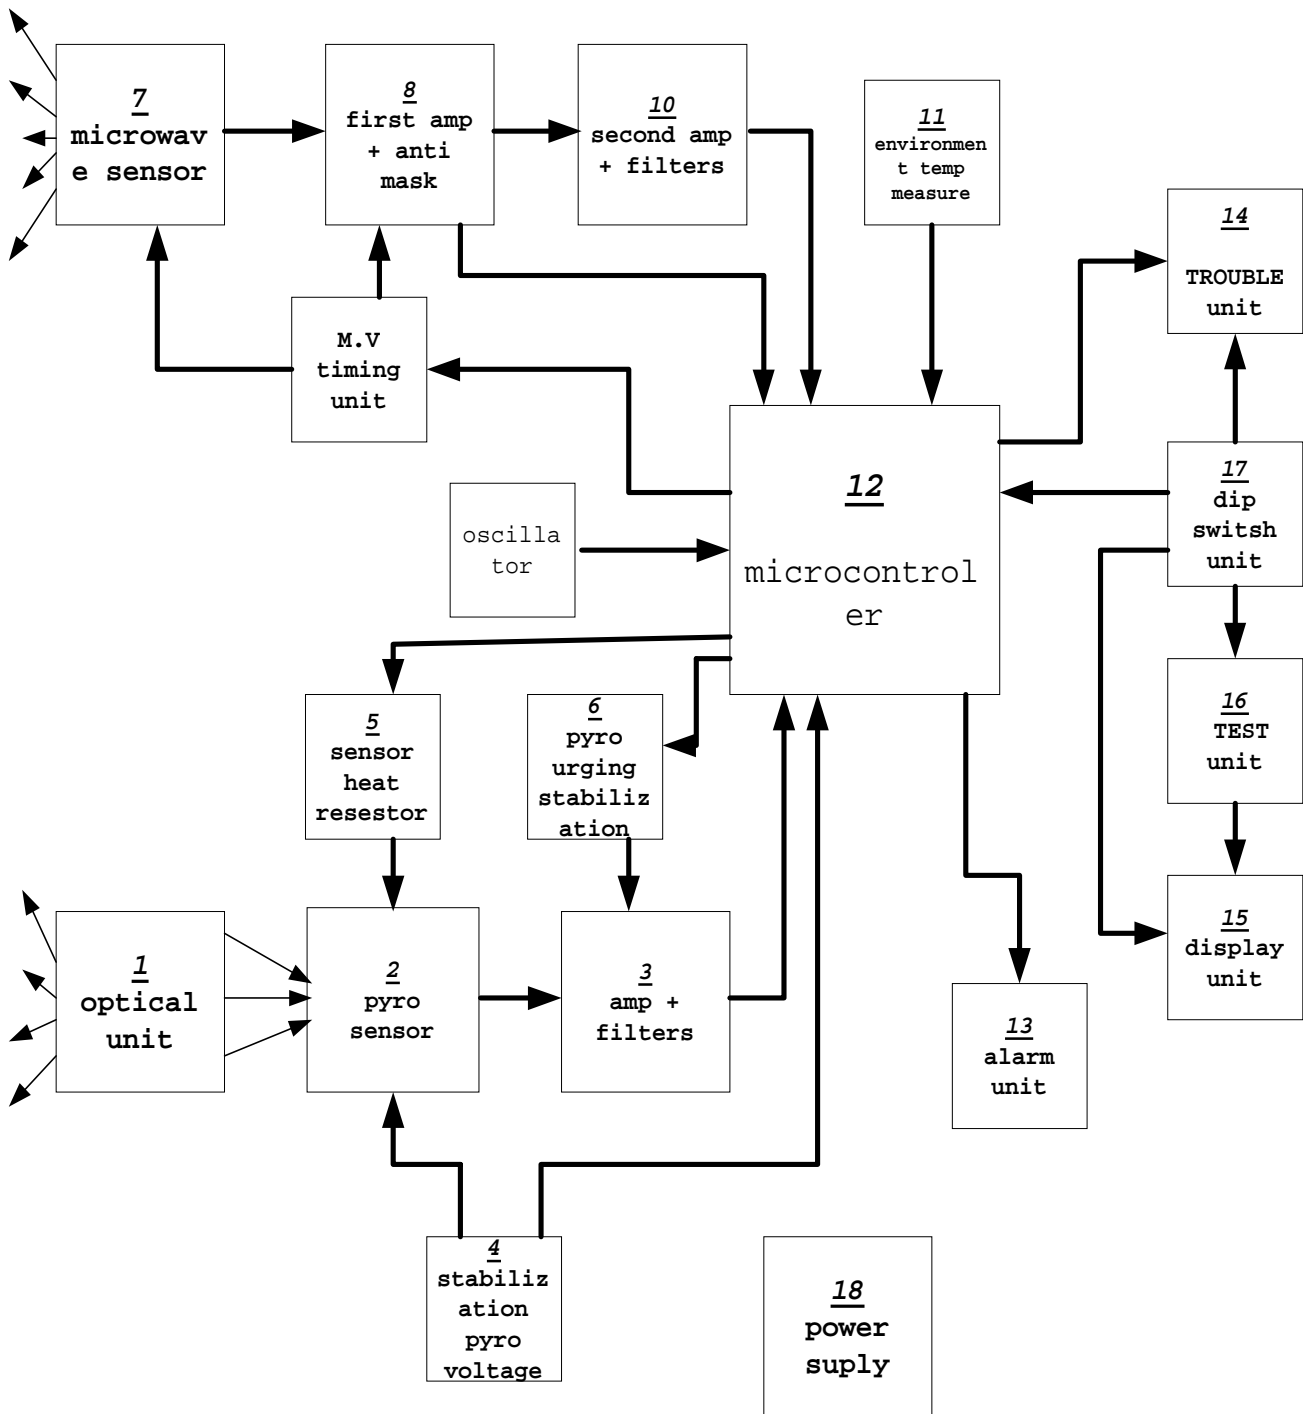 7
microwav
e sensor
8
first amp
+ anti
mask
10
second amp
+ filters
11
environmen
t temp
measure
14
TROUBLE
unit
M.V
timing
unit
12
microcontrol
er
17
dip
switsh
unit
oscilla
tor
5
sensor
heat
resestor
6
pyro
urging
stabiliz
ation
16
TEST
unit
1
optical
unit
2
pyro
sensor
3
amp +
filters
15
display
unit
13
alarm
unit
4
stabiliz
ation
pyro
voltage
18
power
suply